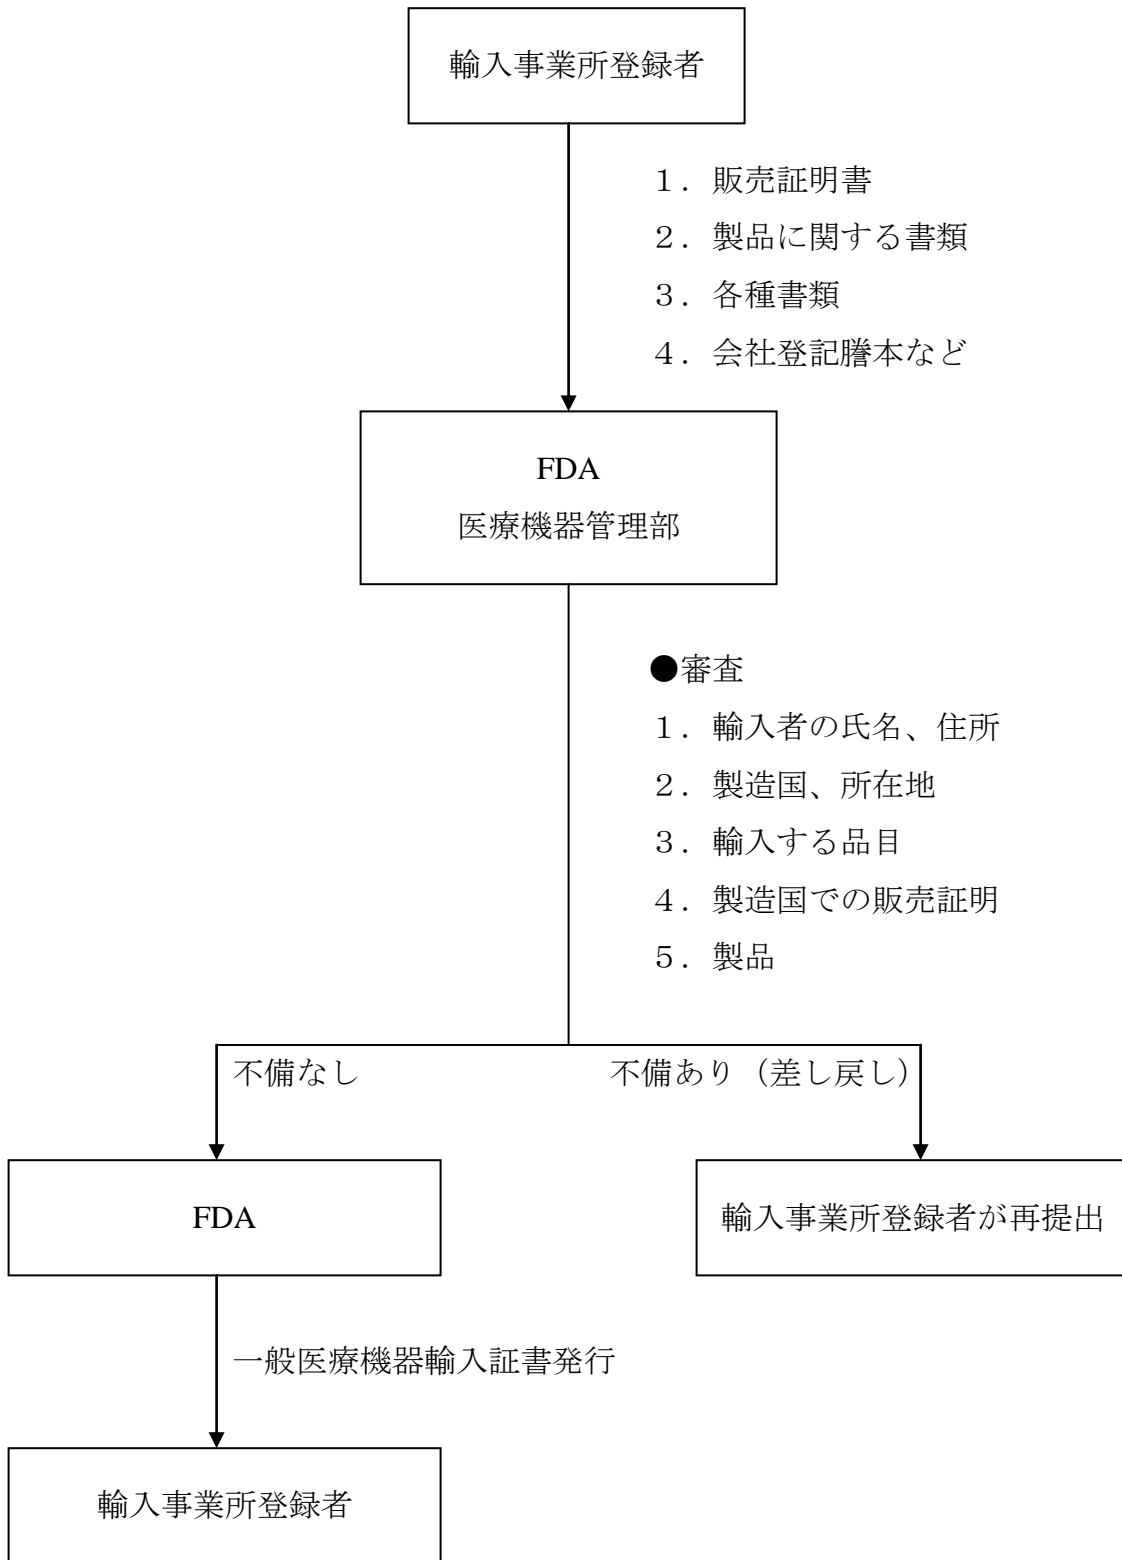 輸入事業所登録者
１．販売証明書
２．製品に関する書類
３．各種書類
４．会社登記謄本など
FDA
医療機器管理部
●審査
１．輸入者の氏名、住所
２．製造国、所在地
３．輸入する品目
４．製造国での販売証明
５．製品
不備なし
不備あり（差し戻し）
FDA
輸入事業所登録者が再提出
一般医療機器輸入証書発行
輸入事業所登録者